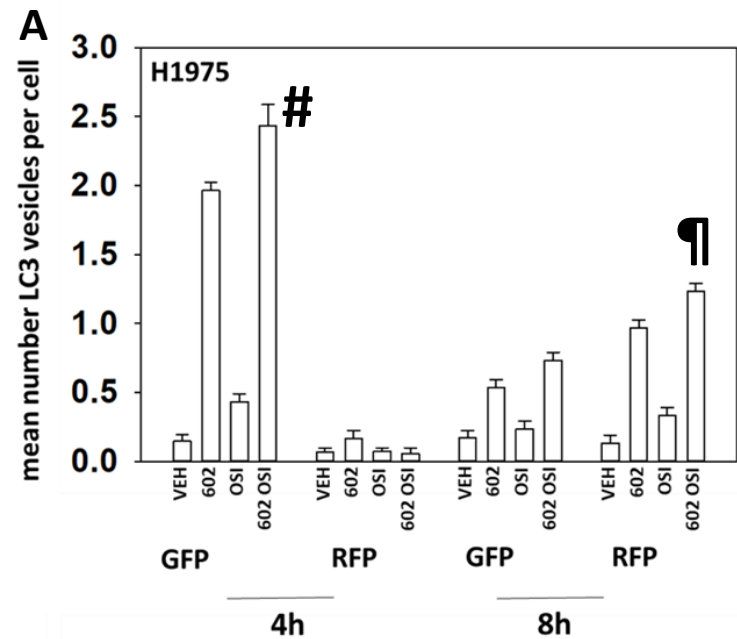 A
mean number LC3 vesicles per cell
3.0
2.5
2.0
1.5
1.0
0.5
0.0
H1975
#
¶
VEH 602 OSI 602 OSI VEH 602 OSI 602 OSI VEH 602 OSI 602 OSI VEH 602 OSI 602 OSI
GFP RFP GFP RFP
4h 8h